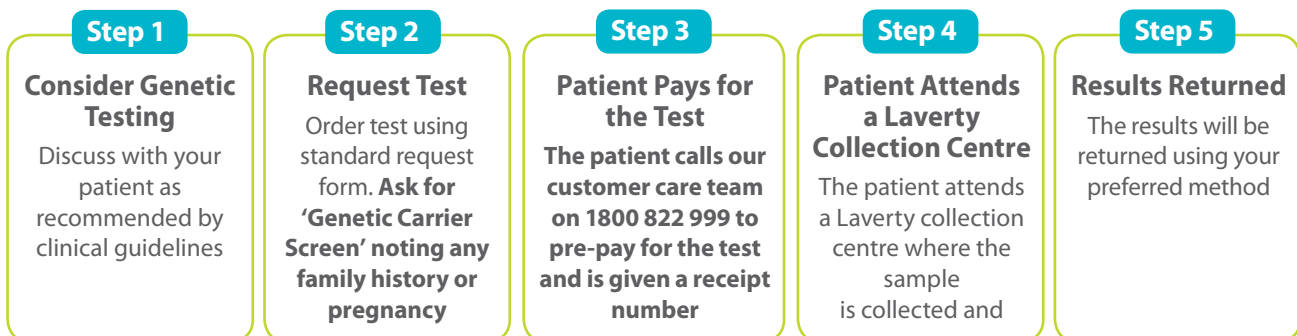 Step 1
Consider Genetic
Testing
Discuss with your
patient as
recommended by
clinical guidelines
Step 2
Request Test
Order test using
standard request
form. Ask for
‘Genetic Carrier
Screen’ noting any
family history or
pregnancy
Step 3
Patient Pays for
the Test
The patient calls our
customer care team
on 1800 822 999 to
pre-pay for the test
and is given a receipt
number
Step 4
Patient Attends
a Laverty
Collection Centre
The patient attends
a Laverty collection
centre where the
sample
is collected and
Step 5
Results Returned
The results will be
returned using your
preferred method